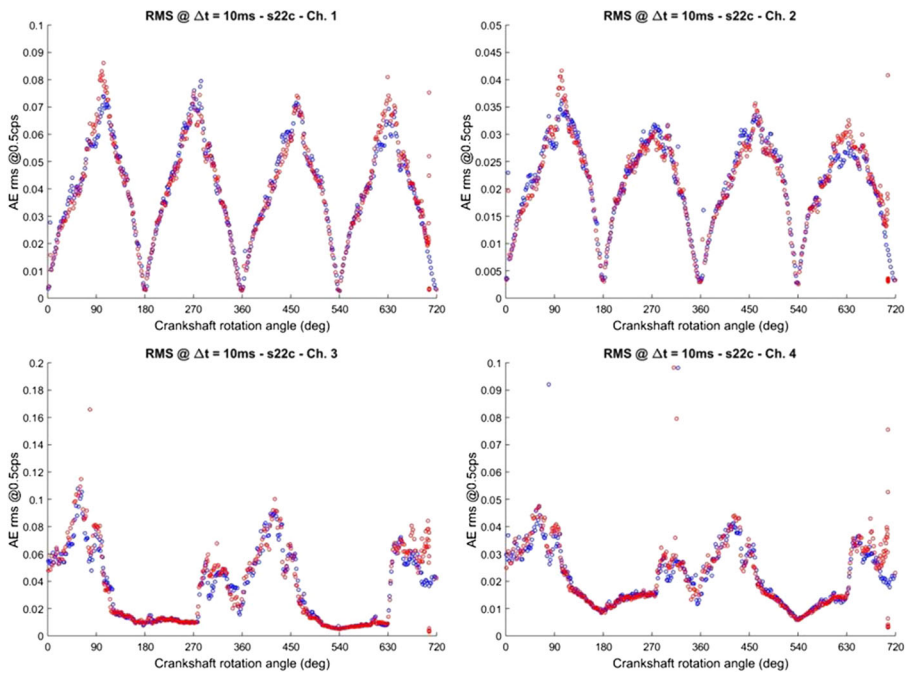 RMS @ Δt = 10ms - s22c - Ch. 1
AE rms @0.5cps
0.1
0.09
0.08
0.07
0.06
0.05
0.04
0.03
0.02
0.01
0
0 90 180 270 360 450 540 630 720
Crankshaft rotation angle (deg)
RMS @ Δt = 10ms - s22c - Ch. 2
AE rms @0.5cps
0.05
0.045
0.04
0.035
0.03
0.025
0.02
0.015
0.01
0.005
0
0 90 180 270 360 450 540 630 720
Crankshaft rotation angle (deg)
RMS @ Δt = 10ms - s22c - Ch. 3
AE rms @0.5cps
0.2
0.18
0.16
0.14
0.12
0.1
0.08
0.06
0.04
0.02
0
0 90 180 270 360 450 540 630 720
Crankshaft rotation angle (deg)
RMS @ Δt = 10ms - s22c - Ch. 4
AE rms @0.5cps
0.1
0.09
0.08
0.07
0.06
0.05
0.04
0.03
0.02
0.01
0
0 90 180 270 360 450 540 630 720
Crankshaft rotation angle (deg)